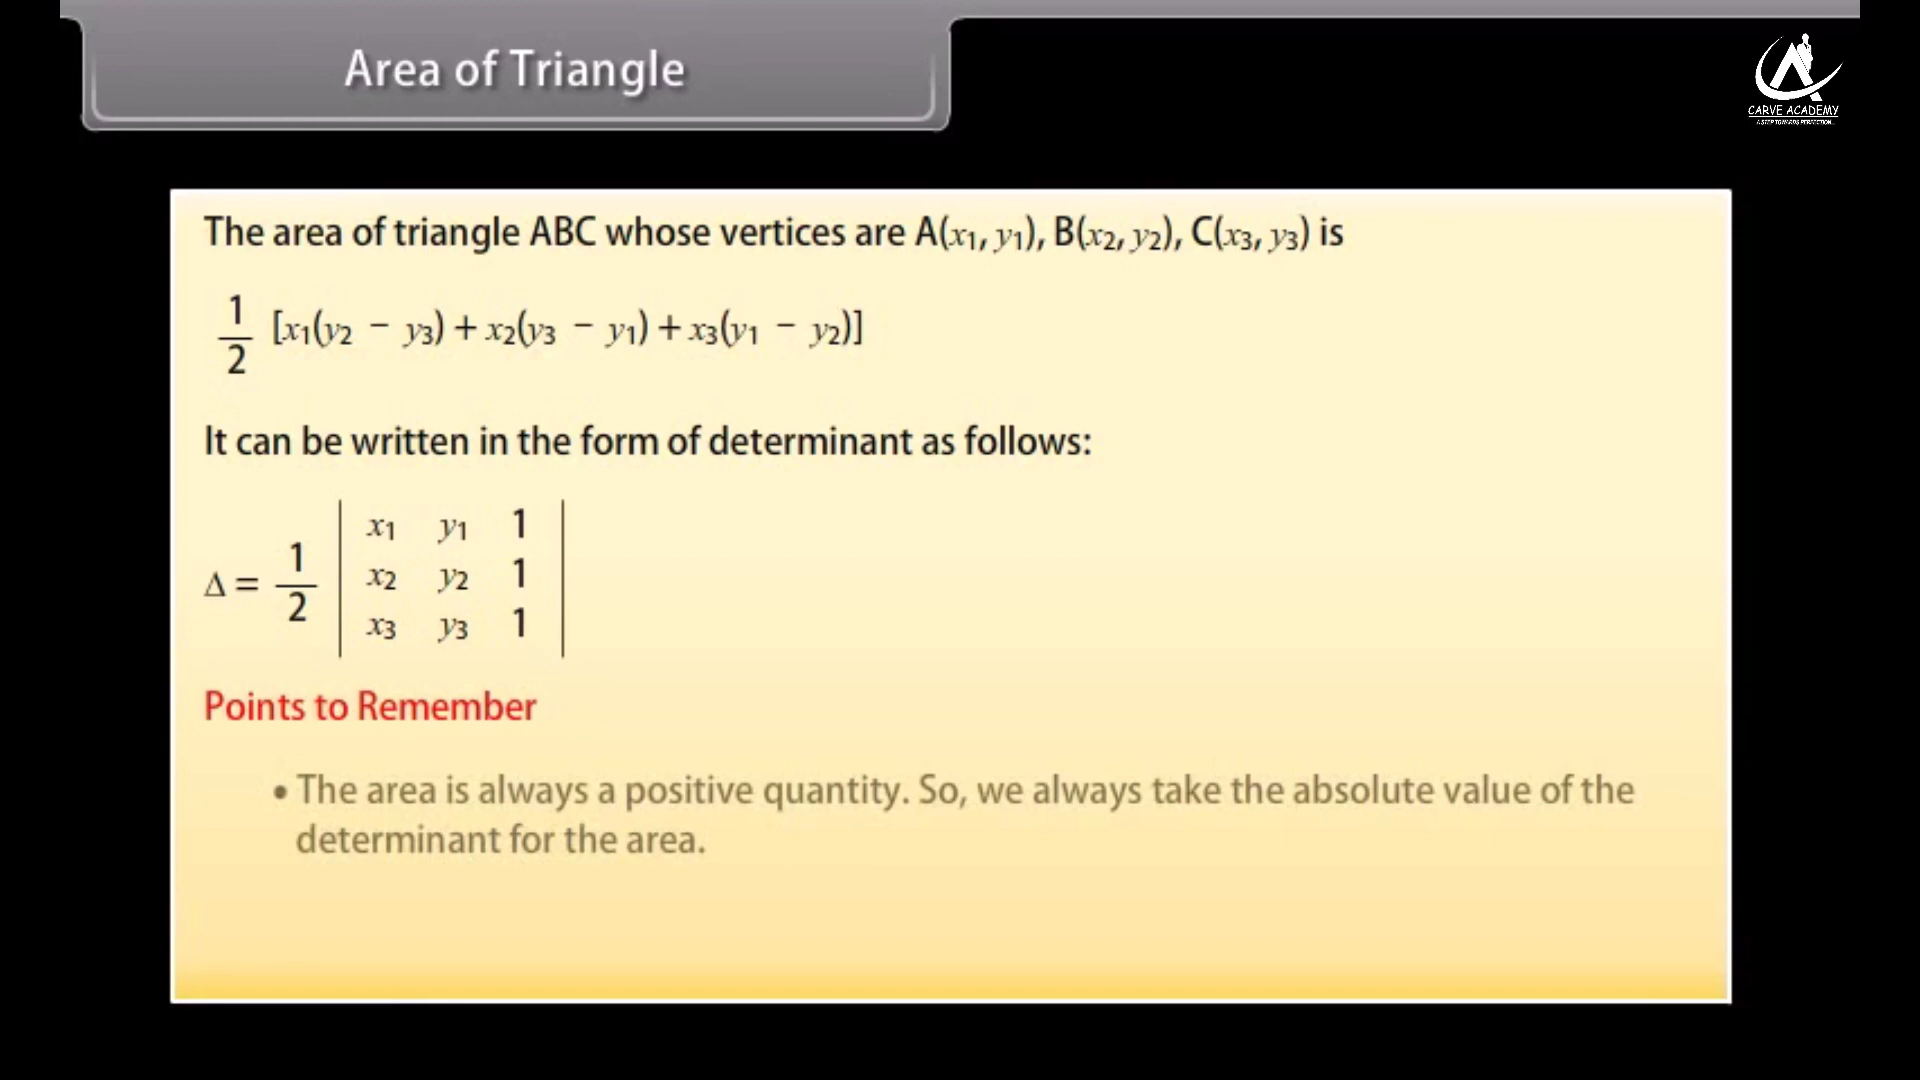 Area of Triangle
CARVE ACADEMY
A STEP TOWARDS PERFECTION...
The area of triangle ABC whose vertices are A(x1, y1), B(x2, y2), C(x3, y3) is
1/2 [x1(y2 − y3) + x2(y3 − y1) + x3(y1 − y2)]
It can be written in the form of determinant as follows:
x1 y1 1
Δ = 1/2 | x2 y2 1 |
x3 y3 1
Points to Remember
• The area is always a positive quantity. So, we always take the absolute value of the
determinant for the area.